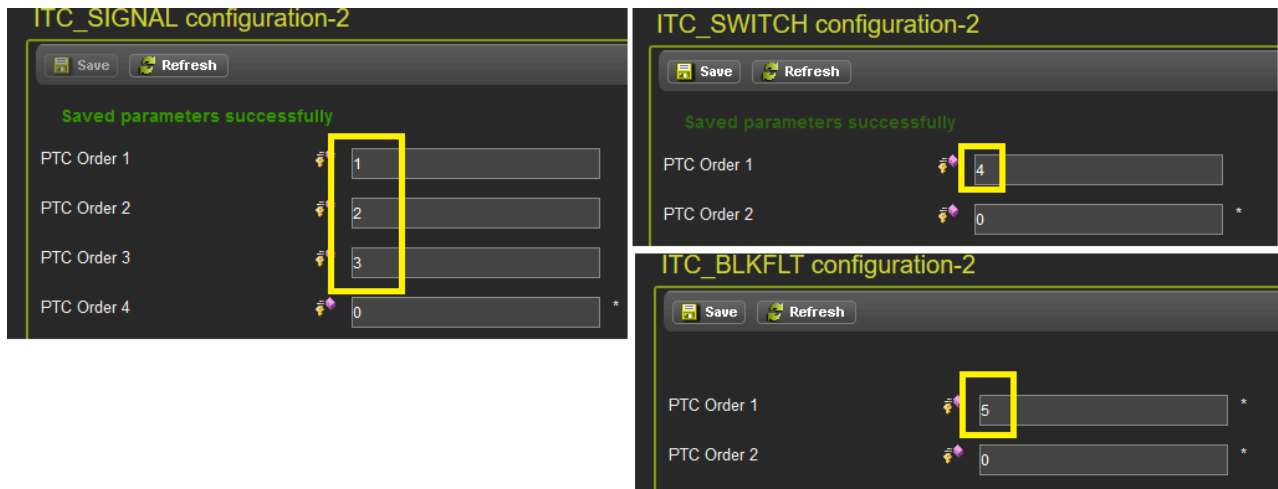 ITC_SIGNAL configuration-2
Save Refresh
Saved parameters successfully
PTC Order 1 1
PTC Order 2 2
PTC Order 3 3
PTC Order 4 0 *
ITC_SWITCH configuration-2
Save Refresh
Saved parameters successfully
PTC Order 1 4
PTC Order 2 0 *
ITC_BLKFLT configuration-2
Save Refresh
PTC Order 1 5 *
PTC Order 2 0 *